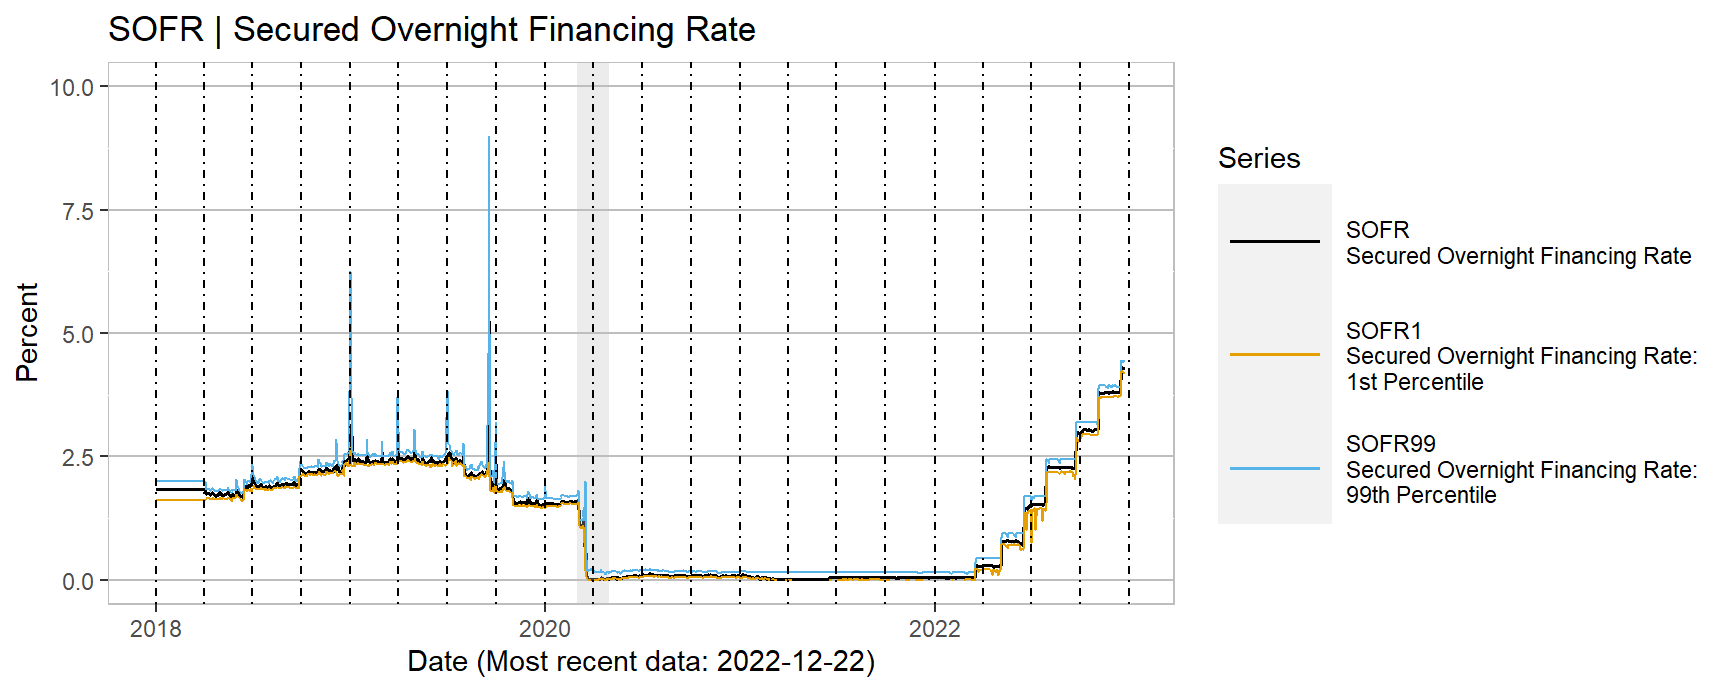 SOFR | Secured Overnight Financing Rate
10.0
7.5
5.0
2.5
0.0
Percent
2018
2020
2022
Date (Most recent data: 2022-12-22)
Series
SOFR
Secured Overnight Financing Rate
SOFR1
Secured Overnight Financing Rate:
1st Percentile
SOFR99
Secured Overnight Financing Rate:
99th Percentile